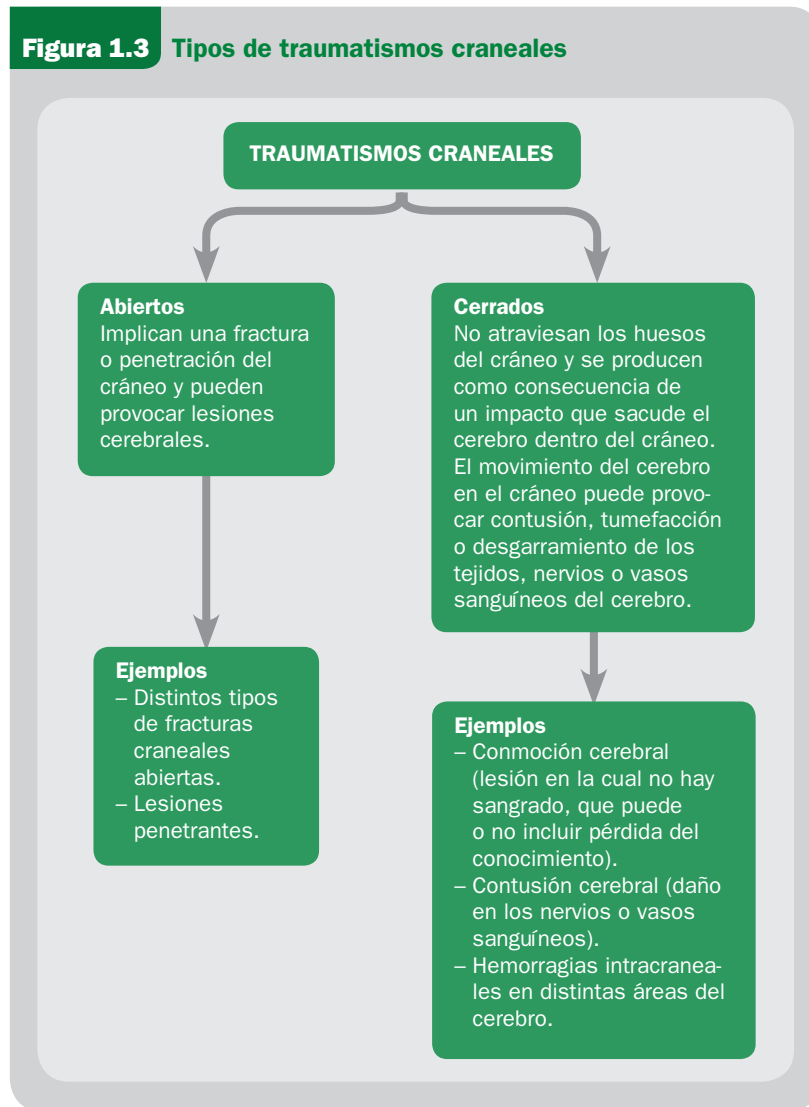 Figura 1.3 Tipos de traumatismos craneales
TRAUMATISMOS CRANEALES
Abiertos
Implican una fractura
o penetración del
cráneo y pueden
provocar lesiones
cerebrales.
Cerrados
No atraviesan los huesos
del cráneo y se producen
como consecuencia de
un impacto que sacude el
cerebro dentro del cráneo.
El movimiento del cerebro
en el cráneo puede provo-
car contusión, tumefacción
o desgarramiento de los
tejidos, nervios o vasos
sanguíneos del cerebro.
Ejemplos
– Distintos tipos
de fracturas
craneales
abiertas.
– Lesiones
penetrantes.
Ejemplos
– Conmoción cerebral
(lesión en la cual no hay
sangrado, que puede
o no incluir pérdida del
conocimiento).
– Contusión cerebral (daño
en los nervios o vasos
sanguíneos).
– Hemorragias intracranea-
les en distintas áreas del
cerebro.